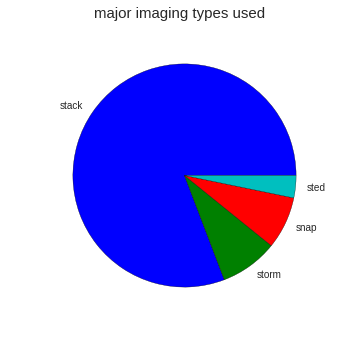 major imaging types used
stack
sted
snap
storm